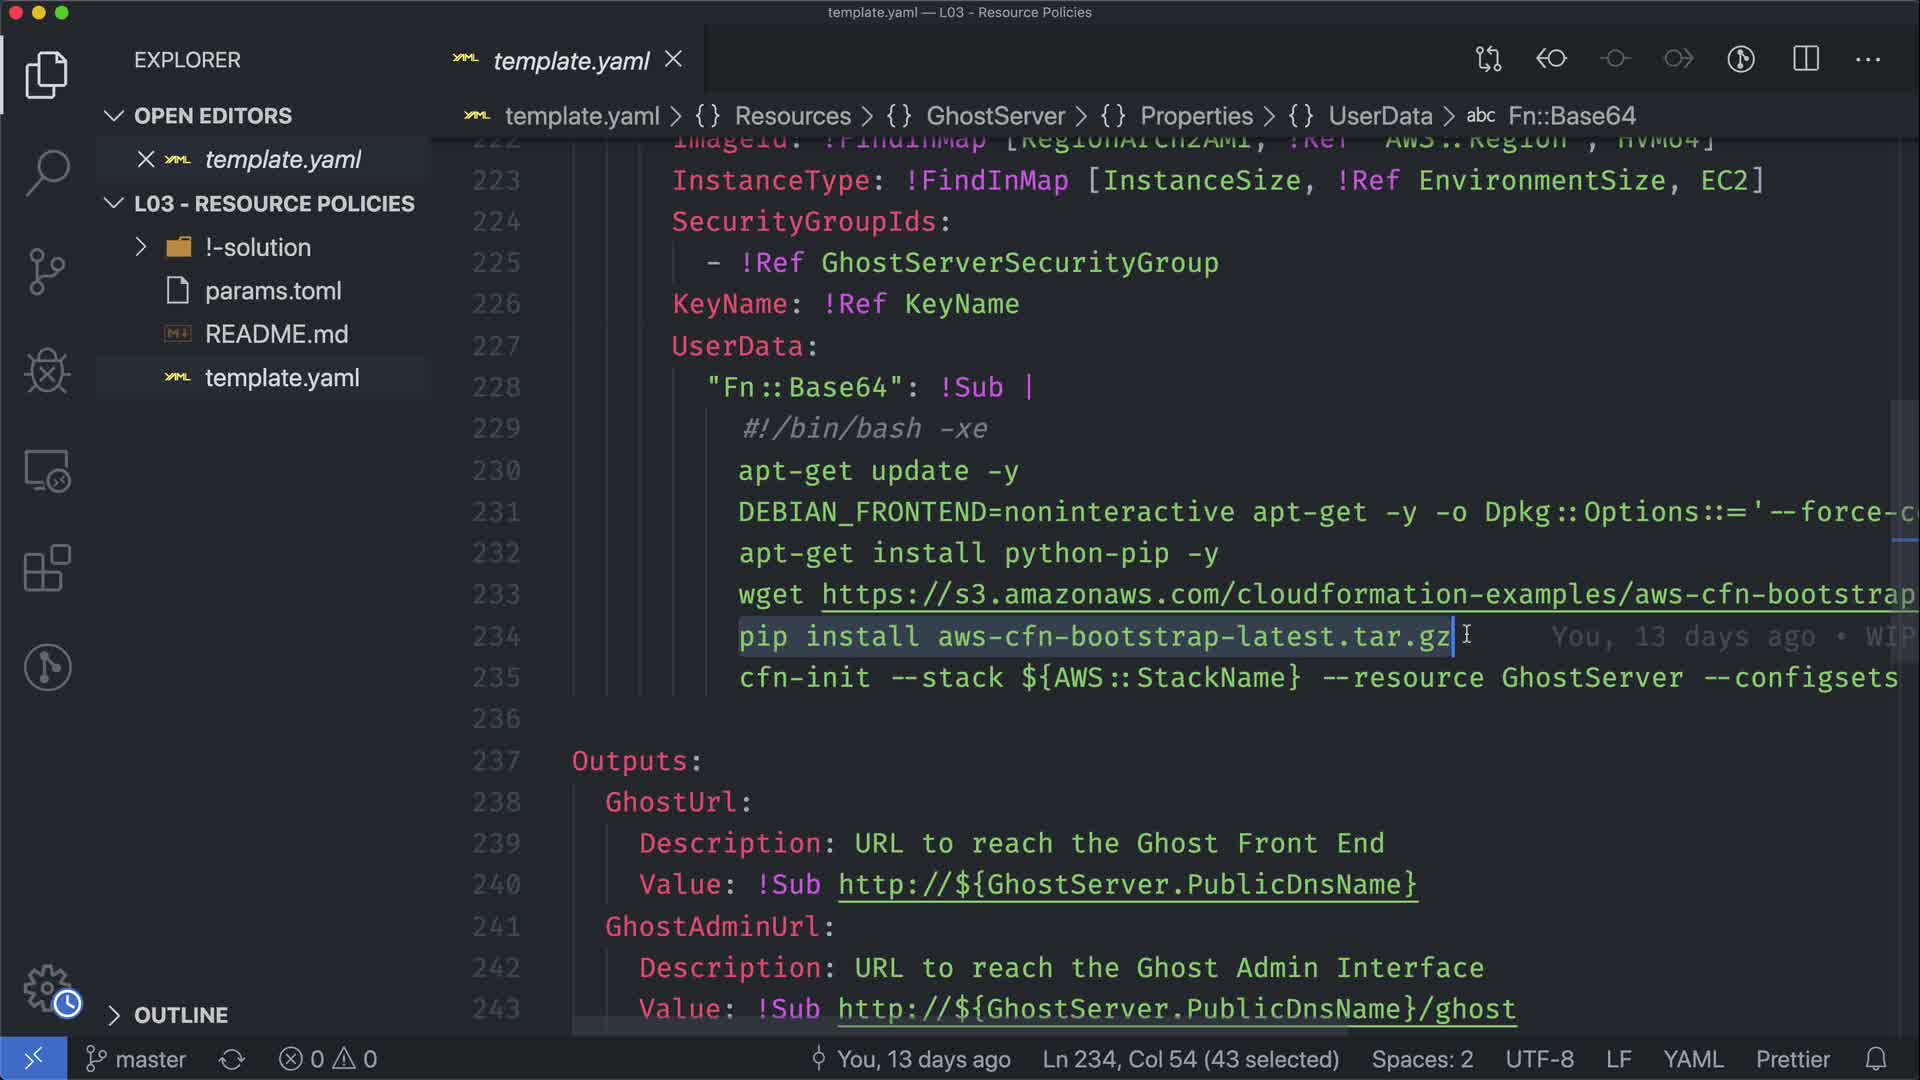 template.yaml — L03 - Resource Policies
EXPLORER
template.yaml
OPEN EDITORS
template.yaml > {} Resources > {} GhostServer > {} Properties > {} UserData > abc Fn::Base64
template.yaml
L03 - RESOURCE POLICIES
!-solution
params.toml
README.md
template.yaml
222 ImageId: !FindInMap [RegionArch2AMI, !Ref "AWS::Region", HVM64]
223 InstanceType: !FindInMap [InstanceSize, !Ref EnvironmentSize, EC2]
224 SecurityGroupIds:
225 - !Ref GhostServerSecurityGroup
226 KeyName: !Ref KeyName
227 UserData:
228 "Fn::Base64": !Sub |
229 #!/bin/bash -xe
230 apt-get update -y
231 DEBIAN_FRONTEND=noninteractive apt-get -y -o Dpkg::Options::='--force-c
232 apt-get install python-pip -y
233 wget https://s3.amazonaws.com/cloudformation-examples/aws-cfn-bootstrap
234 pip install aws-cfn-bootstrap-latest.tar.gz You, 13 days ago • WIP
235 cfn-init --stack ${AWS::StackName} --resource GhostServer --configsets
236
237 Outputs:
238 GhostUrl:
239 Description: URL to reach the Ghost Front End
240 Value: !Sub http://${GhostServer.PublicDnsName}
241 GhostAdminUrl:
242 Description: URL to reach the Ghost Admin Interface
243 Value: !Sub http://${GhostServer.PublicDnsName}/ghost
OUTLINE
master 0 0 You, 13 days ago Ln 234, Col 54 (43 selected) Spaces: 2 UTF-8 LF YAML Prettier